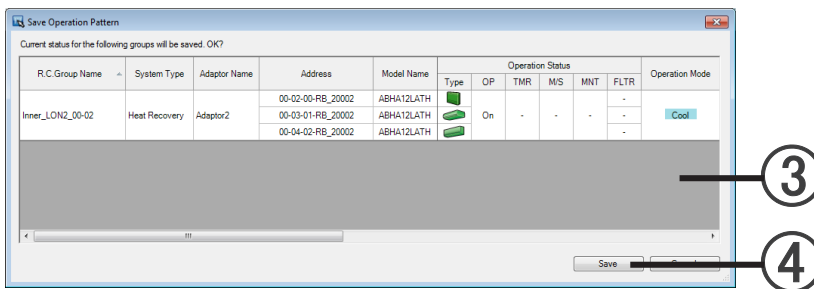 Save Operation Pattern
Current status for the following groups will be saved. OK?
R.C.Group Name System Type Adaptor Name Address Model Name Operation Status Operation Mode
Type OP TMR M/S MNT FLTR
00-02-00-RB_20002 ABHA12LATH -
Inner_LON2_00-02 Heat Recovery Adaptor2 00-03-01-RB_20002 ABHA12LATH On - - - - Cool
00-04-02-RB_20002 ABHA12LATH -
3
Save
4